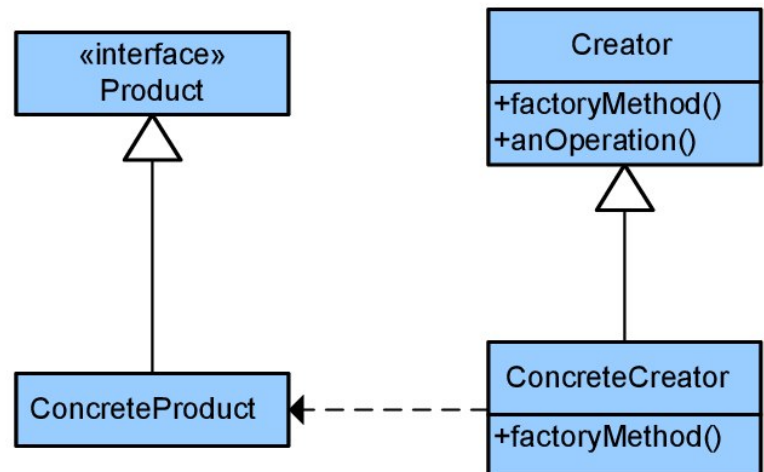 «interface»
Product
Creator
+factoryMethod()
+anOperation()
ConcreteProduct
ConcreteCreator
+factoryMethod()